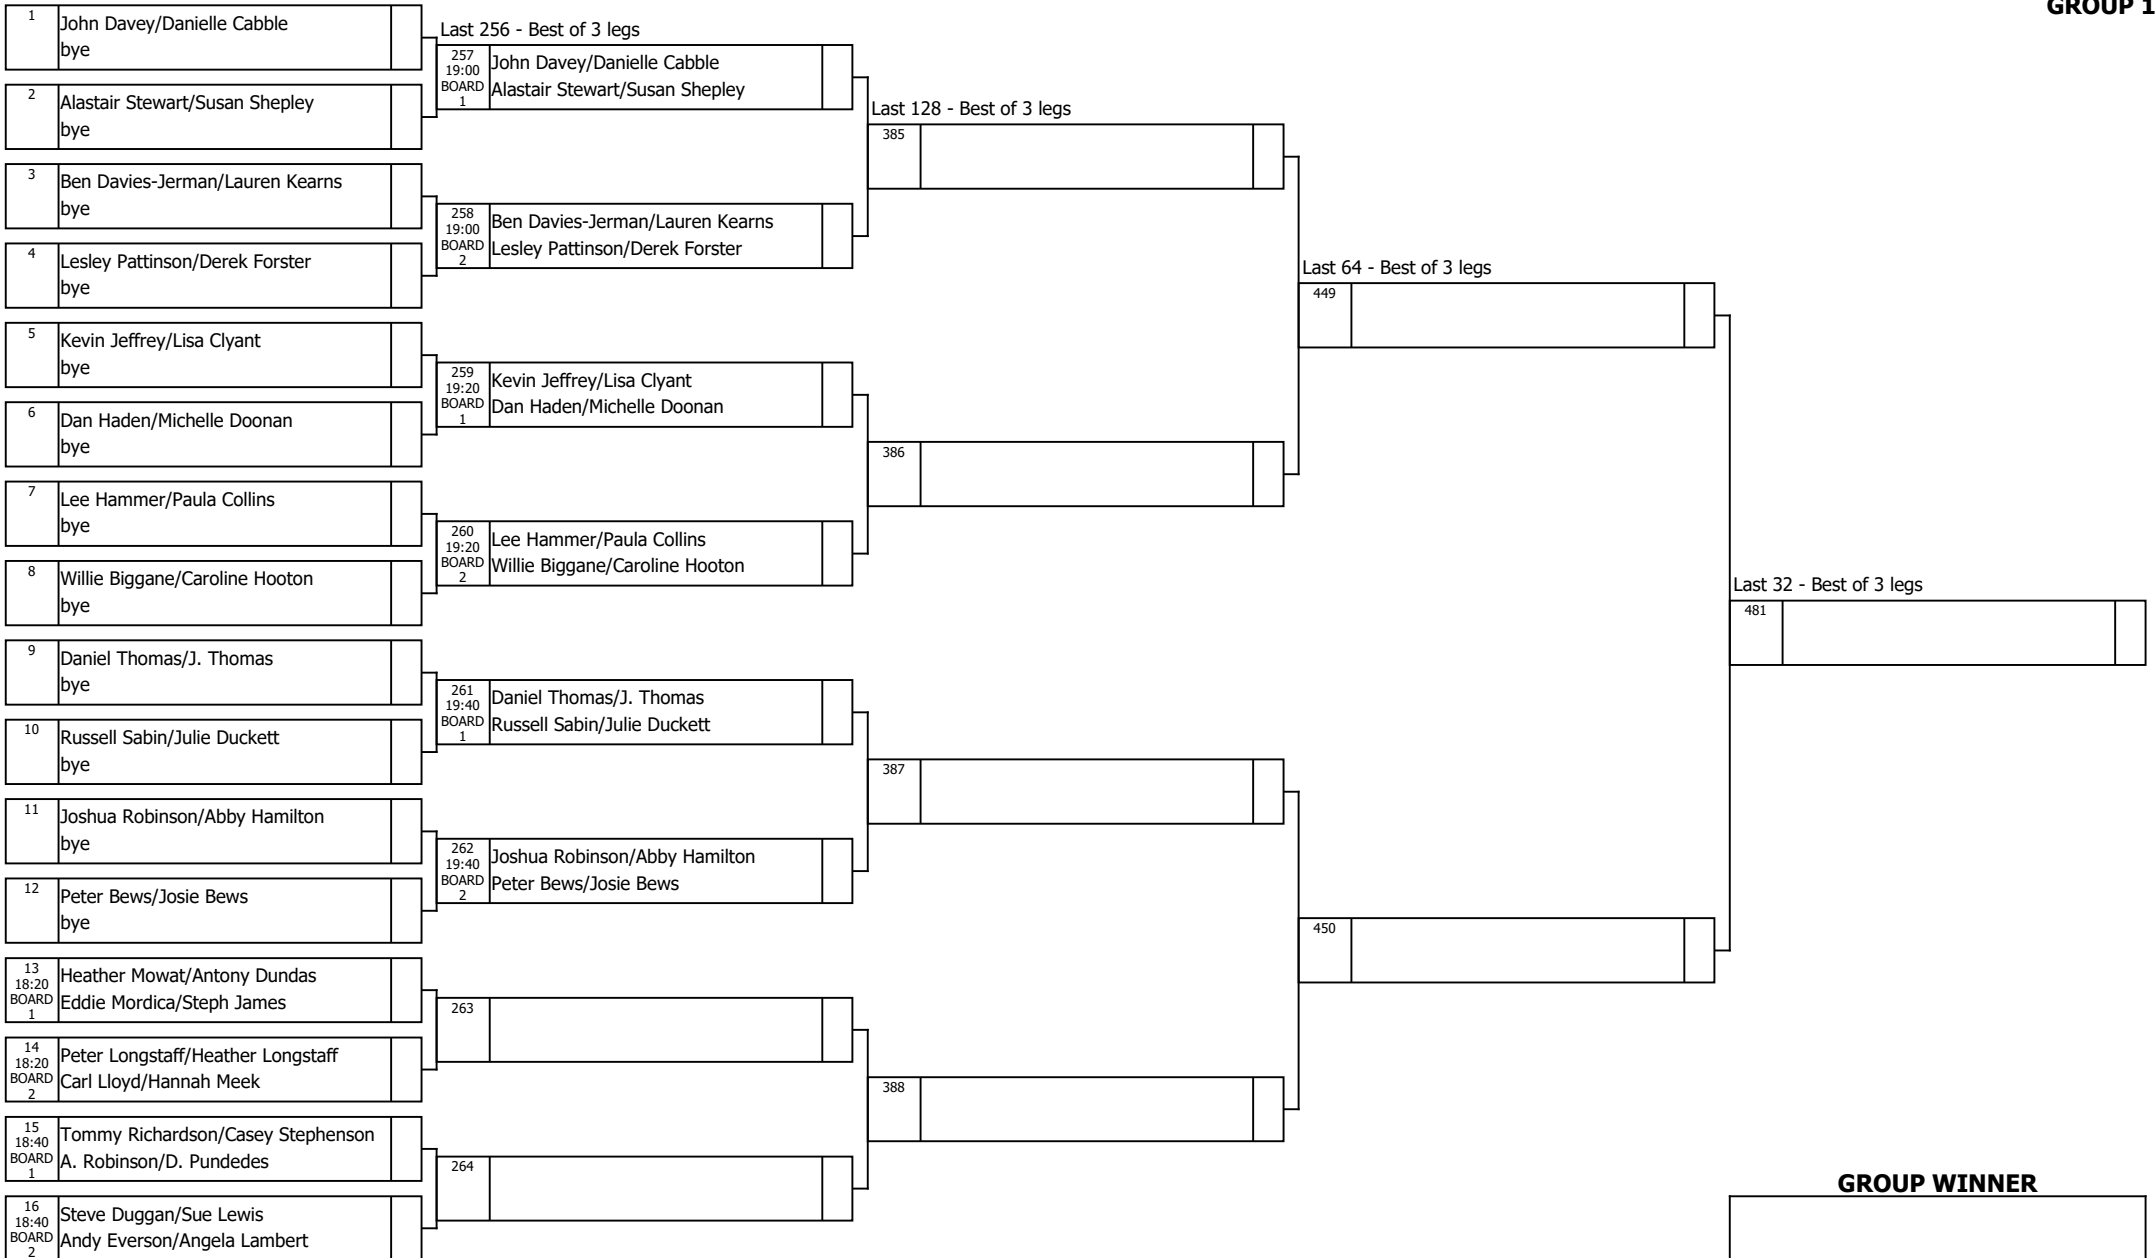 GROUP 1
1
John Davey/Danielle Cabble
bye
2
Alastair Stewart/Susan Shepley
bye
3
Ben Davies-Jerman/Lauren Kearns
bye
4
Lesley Pattinson/Derek Forster
bye
5
Kevin Jeffrey/Lisa Clyant
bye
6
Dan Haden/Michelle Doonan
bye
7
Lee Hammer/Paula Collins
bye
8
Willie Biggane/Caroline Hooton
bye
9
Daniel Thomas/J. Thomas
bye
10
Russell Sabin/Julie Duckett
bye
11
Joshua Robinson/Abby Hamilton
bye
12
Peter Bews/Josie Bews
bye
13
18:20
BOARD
1
Heather Mowat/Antony Dundas
Eddie Mordica/Steph James
14
18:20
BOARD
2
Peter Longstaff/Heather Longstaff
Carl Lloyd/Hannah Meek
15
18:40
BOARD
1
Tommy Richardson/Casey Stephenson
A. Robinson/D. Pundedes
16
18:40
BOARD
2
Steve Duggan/Sue Lewis
Andy Everson/Angela Lambert
Last 256 - Best of 3 legs
257
19:00
BOARD
1
John Davey/Danielle Cabble
Alastair Stewart/Susan Shepley
258
19:00
BOARD
2
Ben Davies-Jerman/Lauren Kearns
Lesley Pattinson/Derek Forster
259
19:20
BOARD
1
Kevin Jeffrey/Lisa Clyant
Dan Haden/Michelle Doonan
260
19:20
BOARD
2
Lee Hammer/Paula Collins
Willie Biggane/Caroline Hooton
261
19:40
BOARD
1
Daniel Thomas/J. Thomas
Russell Sabin/Julie Duckett
262
19:40
BOARD
2
Joshua Robinson/Abby Hamilton
Peter Bews/Josie Bews
263
264
Last 128 - Best of 3 legs
385
386
387
388
Last 64 - Best of 3 legs
449
450
Last 32 - Best of 3 legs
481
GROUP WINNER